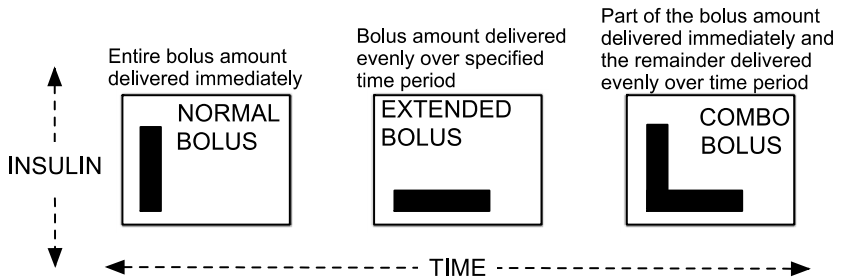 Entire bolus amount
delivered immediately
Bolus amount delivered
evenly over specified
time period
Part of the bolus amount
delivered immediately and
the remainder delivered
evenly over time period
INSULIN
NORMAL
BOLUS
EXTENDED
BOLUS
COMBO
BOLUS
TIME